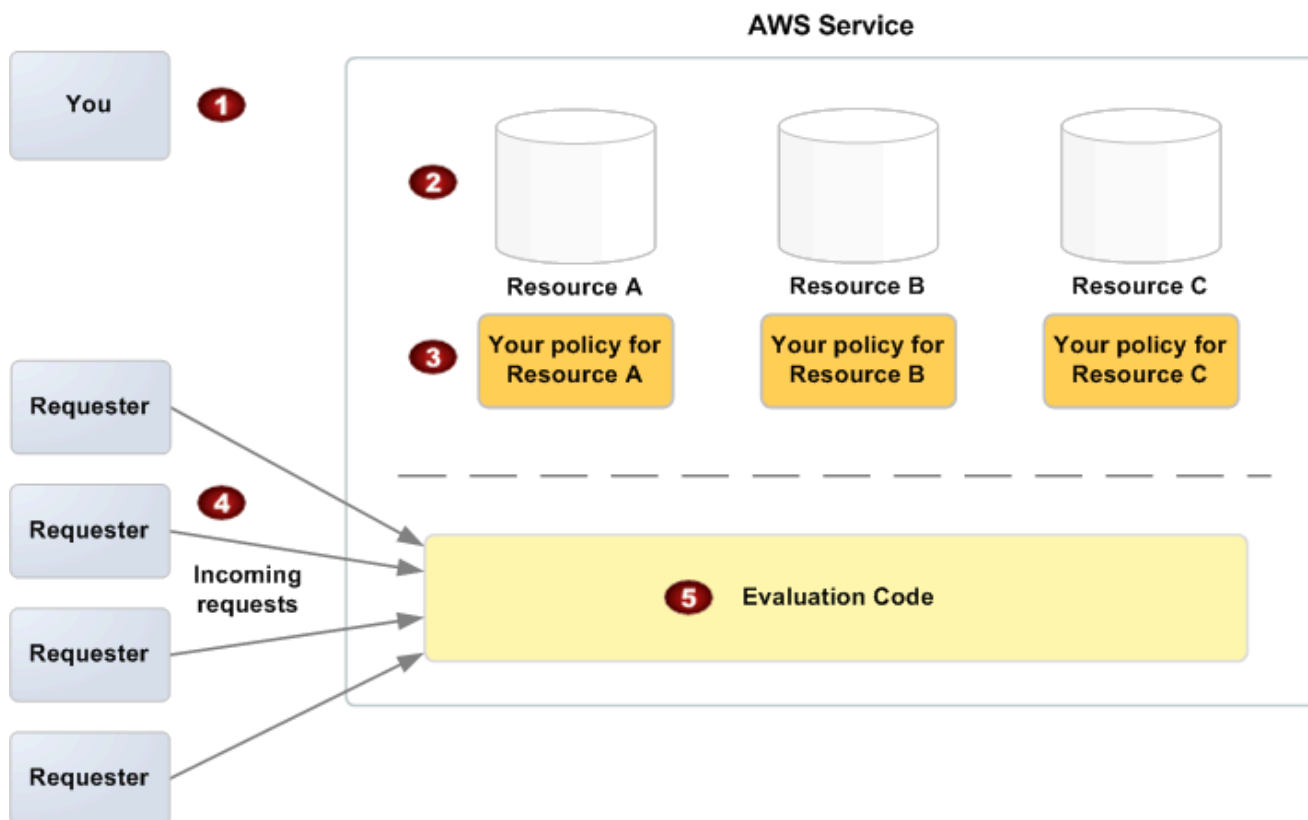 AWS Service
You
1
2
Resource A
Resource B
Resource C
3
Your policy for
Resource A
Your policy for
Resource B
Your policy for
Resource C
Requester
Requester
4
Incoming
requests
Requester
Requester
5
Evaluation Code